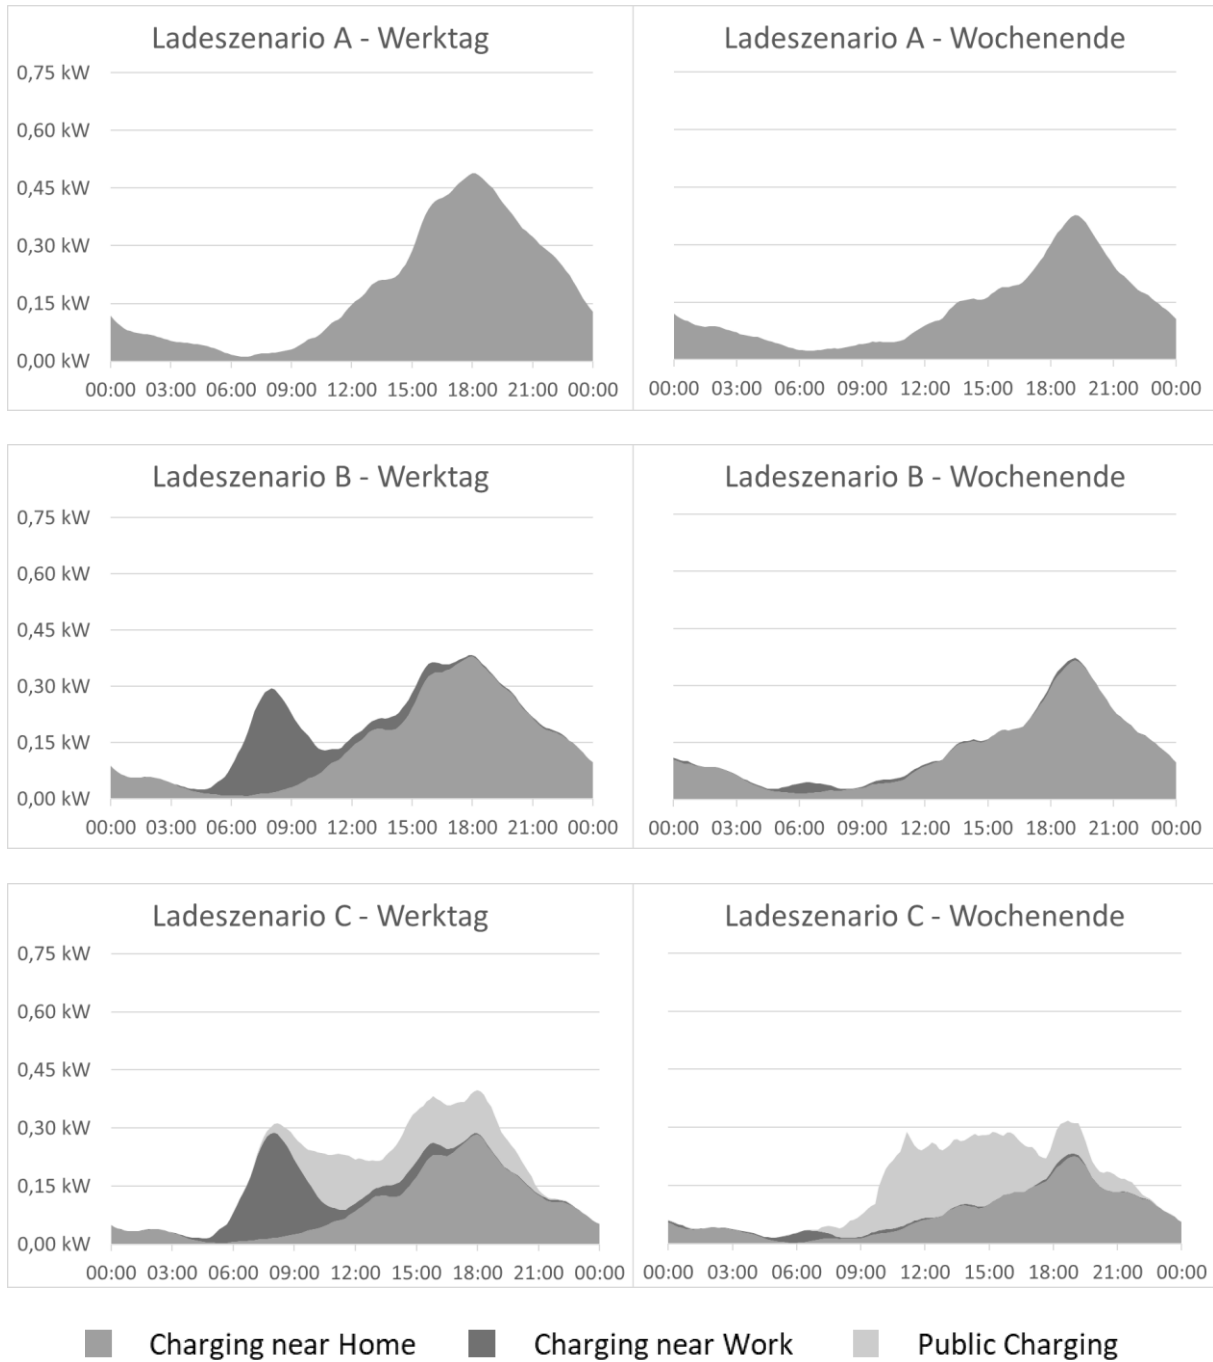 Ladeszenario A - Werktag
0,75 kW
0,60 kW
0,45 kW
0,30 kW
0,15 kW
0,00 kW
00:00 03:00 06:00 09:00 12:00 15:00 18:00 21:00 00:00
Ladeszenario A - Wochenende
00:00 03:00 06:00 09:00 12:00 15:00 18:00 21:00 00:00
Ladeszenario B - Werktag
0,75 kW
0,60 kW
0,45 kW
0,30 kW
0,15 kW
0,00 kW
00:00 03:00 06:00 09:00 12:00 15:00 18:00 21:00 00:00
Ladeszenario B - Wochenende
00:00 03:00 06:00 09:00 12:00 15:00 18:00 21:00 00:00
Ladeszenario C - Werktag
0,75 kW
0,60 kW
0,45 kW
0,30 kW
0,15 kW
0,00 kW
00:00 03:00 06:00 09:00 12:00 15:00 18:00 21:00 00:00
Ladeszenario C - Wochenende
00:00 03:00 06:00 09:00 12:00 15:00 18:00 21:00 00:00
Charging near Home Charging near Work Public Charging